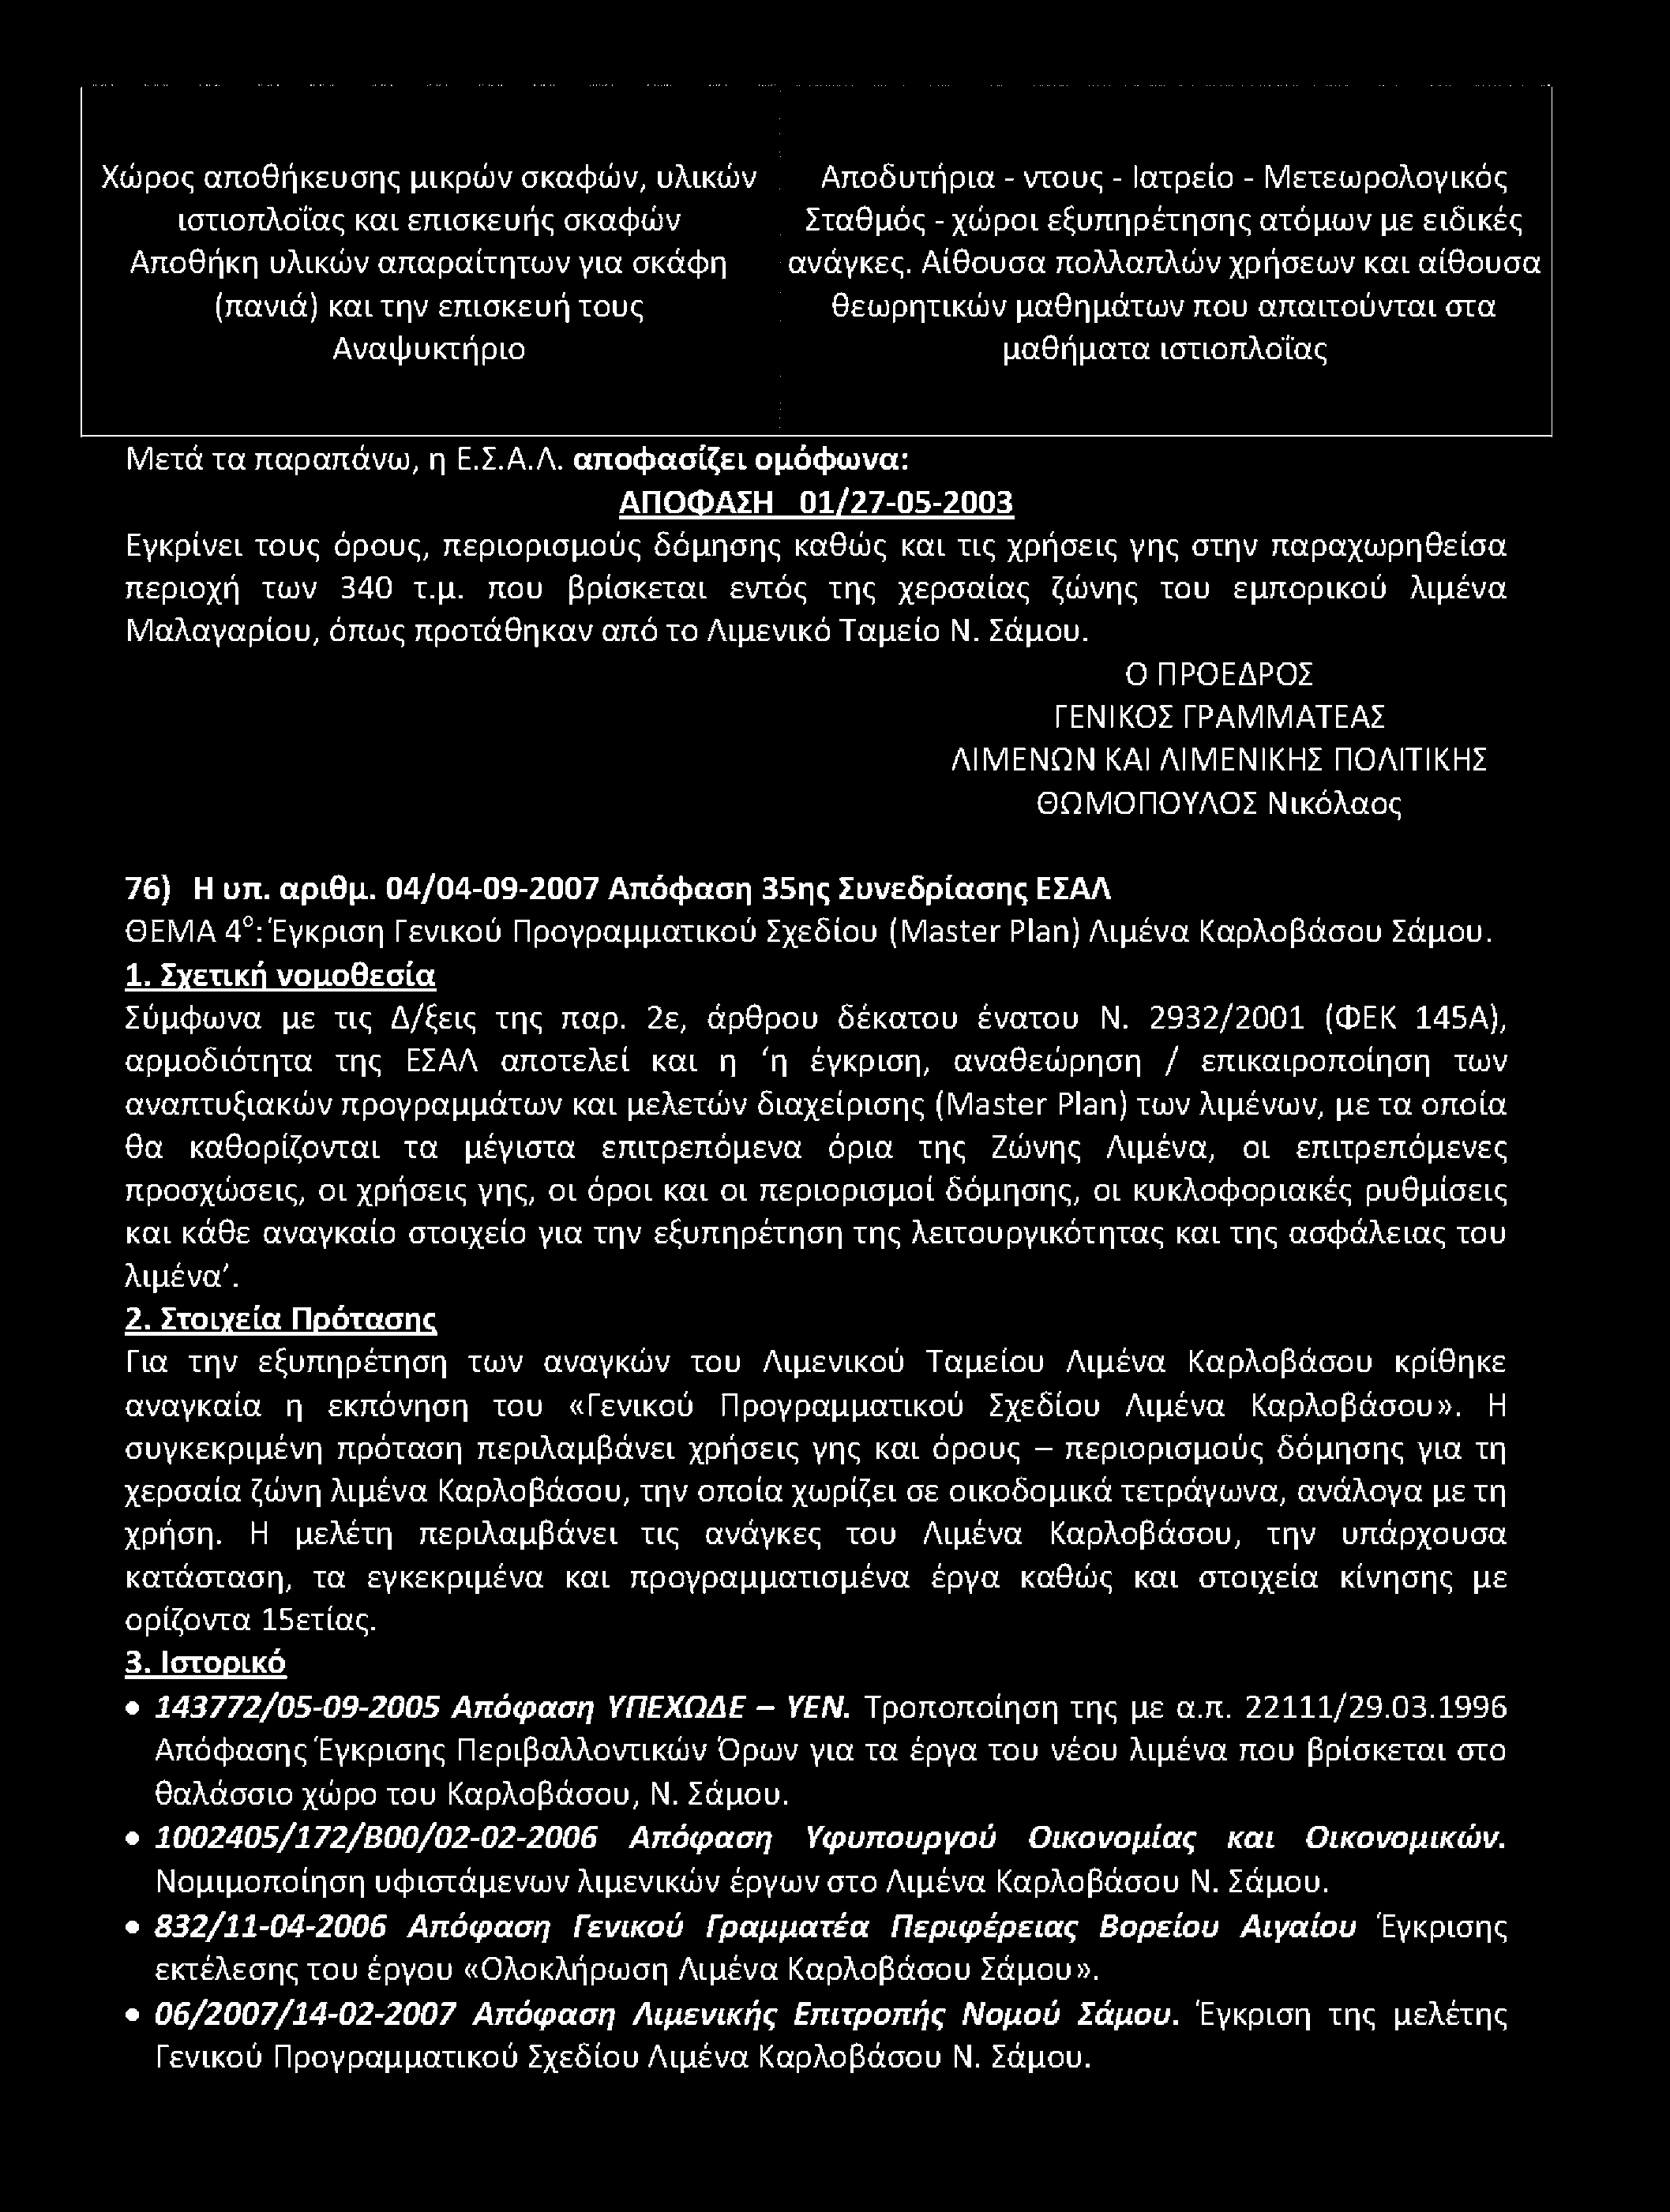 Χώρος αποθήκευσης μικρών σκαφών, υλικών
ιστιοπλοΐας και επισκευής σκαφών
Αποθήκη υλικών απαραίτητων για σκάφη
(πανιά) και την επισκευή τους
Αναψυκτήριο
Αποδυτήρια - ντους - Ιατρείο - Μετεωρολογικός
Σταθμός - χώροι εξυπηρέτησης ατόμων με ειδικές
ανάγκες. Αίθουσα πολλαπλών χρήσεων και αίθουσα
θεωρητικών μαθημάτων που απαιτούνται στα
μαθήματα ιστιοπλοΐας
Μετά τα παραπάνω, η Ε.Σ.Α.Λ. αποφασίζει ομόφωνα:
ΑΠΟΦΑΣΗ 01/27-05-2003
Εγκρίνει τους όρους, περιορισμούς δόμησης καθώς και τις χρήσεις γης στην παραχωρηθείσα
περιοχή των 340 τ.μ. που βρίσκεται εντός της χερσαίας ζώνης του εμπορικού λιμένα
Μαλαγαρίου, όπως προτάθηκαν από το Λιμενικό Ταμείο Ν. Σάμου.
Ο ΠΡΟΕΔΡΟΣ
ΓΕΝΙΚΟΣ ΓΡΑΜΜΑΤΕΑΣ
ΛΙΜΕΝΩΝ ΚΑΙ ΛΙΜΕΝΙΚΗΣ ΠΟΛΙΤΙΚΗΣ
ΘΩΜΟΠΟΥΛΟΣ Νικόλαος
76) Η υπ. αριθμ. 04/04-09-2007 Απόφαση 35ης Συνεδρίασης ΕΣΑΛ
ΘΕΜΑ 4°: Έγκριση Γενικού Προγραμματικού Σχεδίου (Master Plan) Λιμένα Καρλοβάσου Σάμου.
1. Σχετική νομοθεσία
Σύμφωνα με τις Δ/ξεις της παρ. 2ε, άρθρου δέκατου ένατου Ν. 2932/2001 (ΦΕΚ 145Α),
αρμοδιότητα της ΕΣΑΛ αποτελεί και η 'η έγκριση, αναθεώρηση / επικαιροποίηση των
αναπτυξιακών προγραμμάτων και μελετών διαχείρισης (Master Plan) των λιμένων, με τα οποία
θα καθορίζονται τα μέγιστα επιτρεπόμενα όρια της Ζώνης Λιμένα, οι επιτρεπόμενες
προσχώσεις, οι χρήσεις γης, οι όροι και οι περιορισμοί δόμησης, οι κυκλοφοριακές ρυθμίσεις
και κάθε αναγκαίο στοιχείο για την εξυπηρέτηση της λειτουργικότητας και της ασφάλειας του
λιμένα'.
2. Στοιχεία Πρότασης
Για την εξυπηρέτηση των αναγκών του Λιμενικού Ταμείου Λιμένα Καρλοβάσου κρίθηκε
αναγκαία η εκπόνηση του «Γενικού Προγραμματικού Σχεδίου Λιμένα Καρλοβάσου». Η
συγκεκριμένη πρόταση περιλαμβάνει χρήσεις γης και όρους – περιορισμούς δόμησης για τη
χερσαία ζώνη λιμένα Καρλοβάσου, την οποία χωρίζει σε οικοδομικά τετράγωνα, ανάλογα με τη
χρήση. Η μελέτη περιλαμβάνει τις ανάγκες του Λιμένα Καρλοβάσου, την υπάρχουσα
κατάσταση, τα εγκεκριμένα και προγραμματισμένα έργα καθώς και στοιχεία κίνησης με
ορίζοντα 15ετίας.
3. Ιστορικό
• 143772/05-09-2005 Απόφαση ΥΠΕΧΩΔΕ – ΥΕΝ. Τροποποίηση της με α.π. 22111/29.03.1996
Απόφασης Έγκρισης Περιβαλλοντικών Όρων για τα έργα του νέου λιμένα που βρίσκεται στο
θαλάσσιο χώρο του Καρλοβάσου, Ν. Σάμου.
• 1002405/172/Β00/02-02-2006 Απόφαση Υφυπουργού Οικονομίας και Οικονομικών.
Νομιμοποίηση υφιστάμενων λιμενικών έργων στο Λιμένα Καρλοβάσου Ν. Σάμου.
• 832/11-04-2006 Απόφαση Γενικού Γραμματέα Περιφέρειας Βορείου Αιγαίου Έγκρισης
εκτέλεσης του έργου «Ολοκλήρωση Λιμένα Καρλοβάσου Σάμου».
• 06/2007/14-02-2007 Απόφαση Λιμενικής Επιτροπής Νομού Σάμου. Έγκριση της μελέτης
Γενικού Προγραμματικού Σχεδίου Λιμένα Καρλοβάσου Ν. Σάμου.